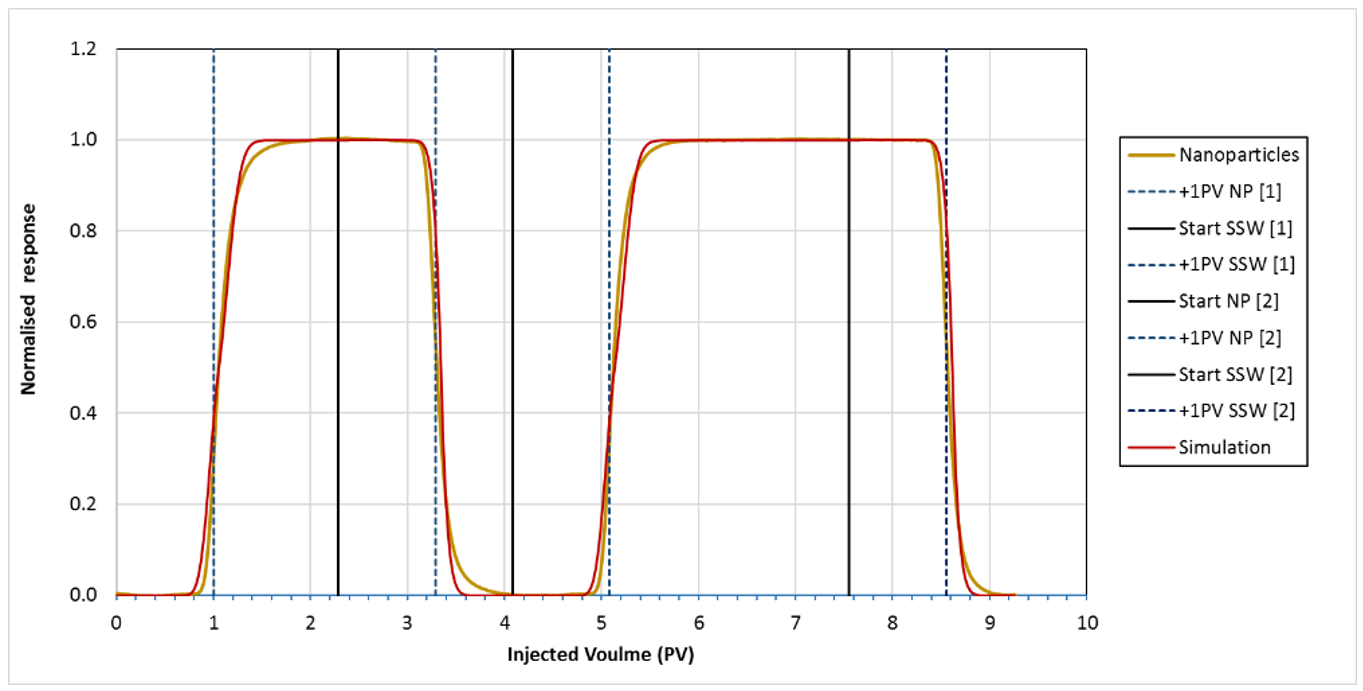 1.2
1.0
0.8
0.6
0.4
0.2
0.0
Normalised response
0 1 2 3 4 5 6 7 8 9 10
Injected Voulme (PV)
Nanoparticles
+1PV NP [1]
Start SSW [1]
+1PV SSW [1]
Start NP [2]
+1PV NP [2]
Start SSW [2]
+1PV SSW [2]
Simulation